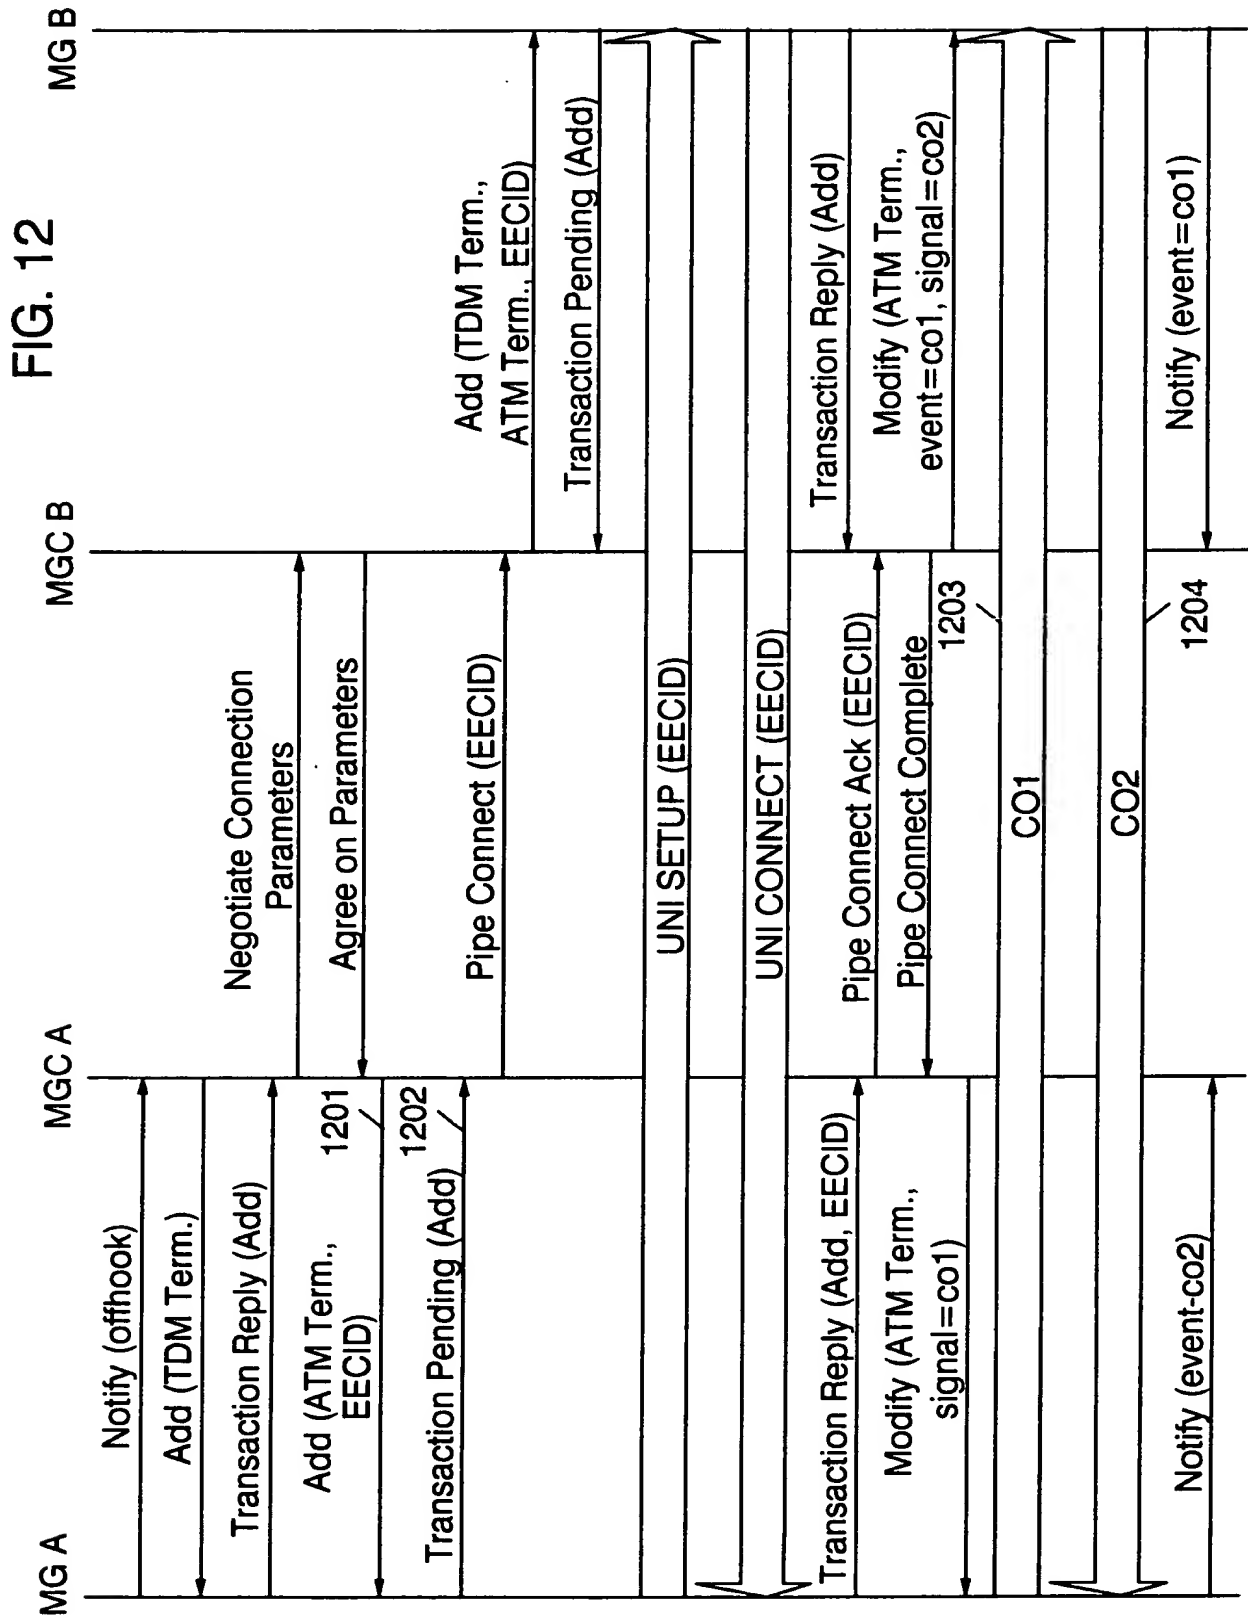 FIG. 12
MG A
MGC A
MGC B
MG B
Notify (offhook)
Add (TDM Term.)
Transaction Reply (Add)
Negotiate Connection
Parameters
Agree on Parameters
Add (ATM Term.,
EECID)
1201
Transaction Pending (Add)
1202
Pipe Connect (EECID)
Add (TDM Term.,
ATM Term., EECID)
Transaction Pending (Add)
UNI SETUP (EECID)
UNI CONNECT (EECID)
Transaction Reply (Add, EECID)
Pipe Connect Ack (EECID)
Transaction Reply (Add)
Modify (ATM Term.,
signal=co1)
Pipe Connect Complete
Modify (ATM Term.,
event=co1, signal=co2)
1203
CO1
CO2
1204
Notify (event-co2)
Notify (event=co1)